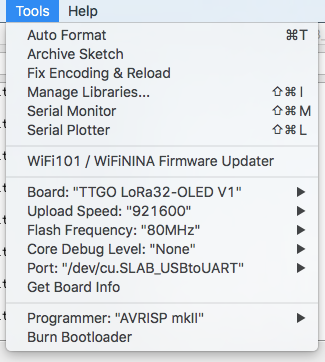 Tools Help
Auto Format ⌘T
Archive Sketch
Fix Encoding & Reload
Manage Libraries... ⇧⌘I
Serial Monitor ⇧⌘M
Serial Plotter ⇧⌘L
WiFi101 / WiFiNINA Firmware Updater
Board: "TTGO LoRa32-OLED V1" ▶
Upload Speed: "921600" ▶
Flash Frequency: "80MHz" ▶
Core Debug Level: "None" ▶
Port: "/dev/cu.SLAB_USBtoUART" ▶
Get Board Info
Programmer: "AVRISP mkII" ▶
Burn Bootloader